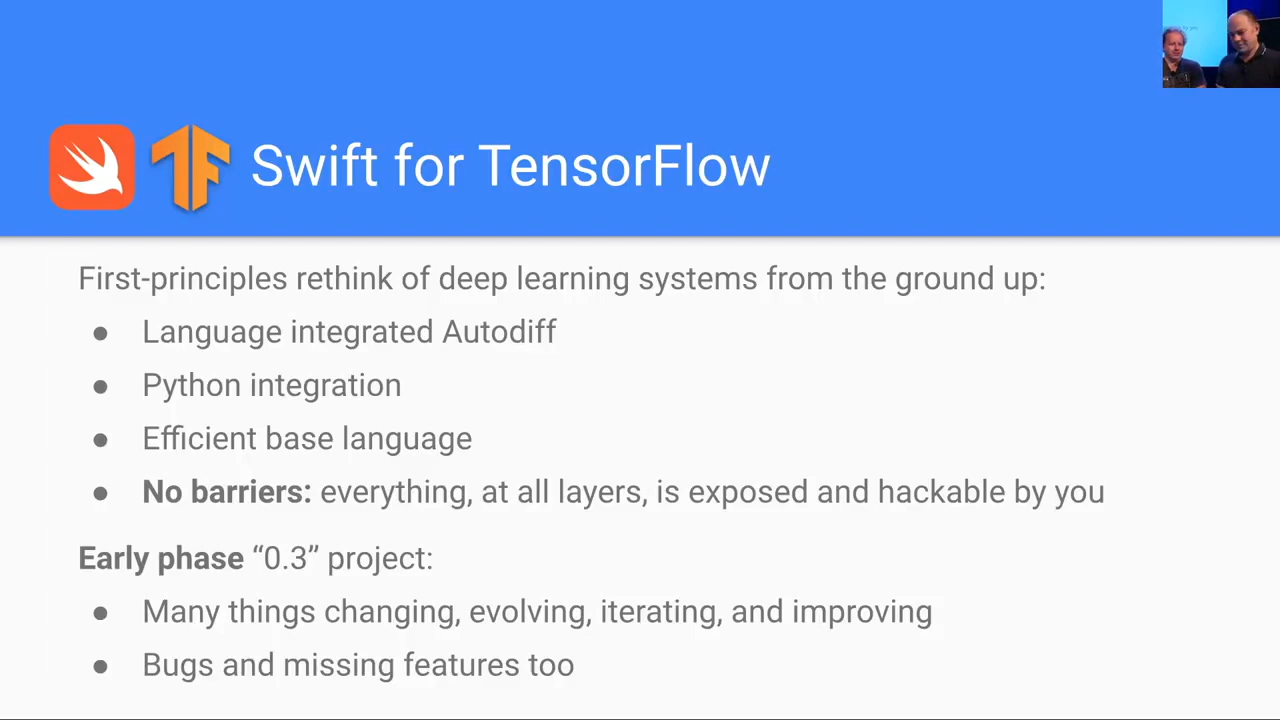 Swift for TensorFlow
First-principles rethink of deep learning systems from the ground up:
● Language integrated Autodiff
● Python integration
● Efficient base language
● No barriers: everything, at all layers, is exposed and hackable by you
Early phase “0.3” project:
● Many things changing, evolving, iterating, and improving
● Bugs and missing features too